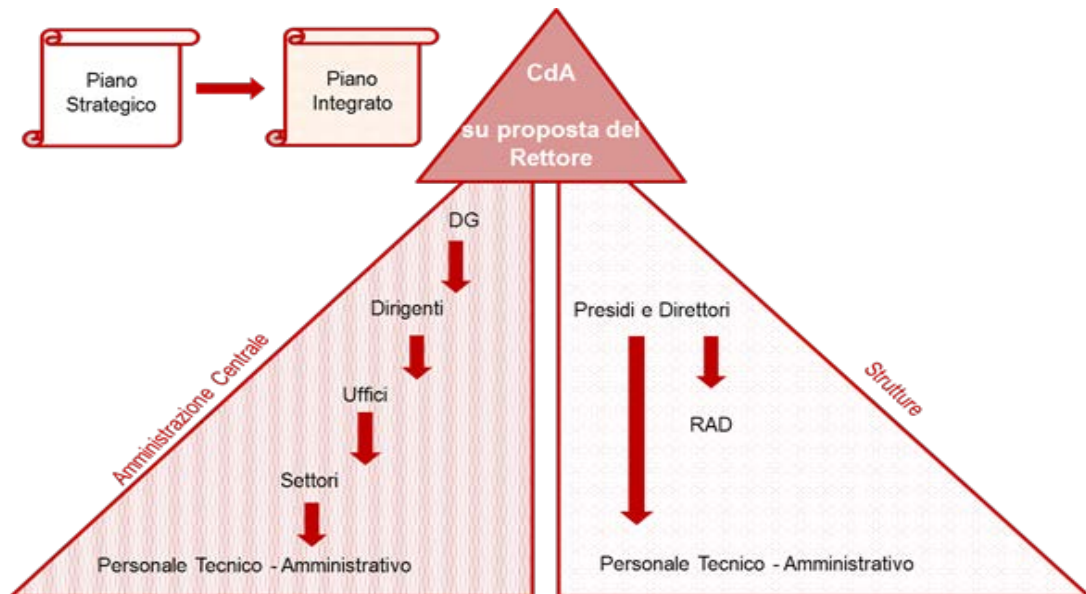 Piano
Strategico
Piano
Integrato
CdA
su proposta del
Rettore
Amministrazione Centrale
DG
Dirigenti
Uffici
Settori
Personale Tecnico - Amministrativo
Presidi e Direttori
RAD
Personale Tecnico - Amministrativo
Strutture